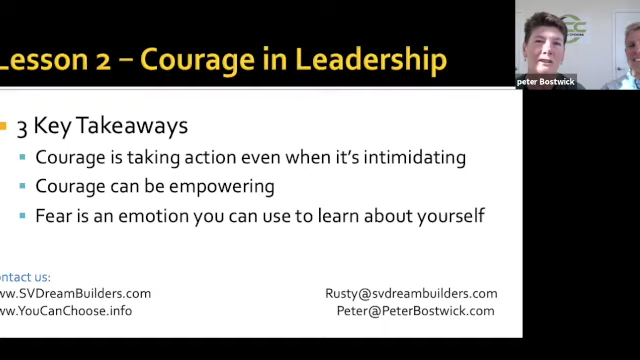 Lesson 2 – Courage in Leadership
peter Bostwick
3 Key Takeaways
Courage is taking action even when it's intimidating
Courage can be empowering
Fear is an emotion you can use to learn about yourself
ontact us:
ww.SVDreamBuilders.com
Rusty@svdreambuilders.com
ww.YouCanChoose.info
Peter@PeterBostwick.com